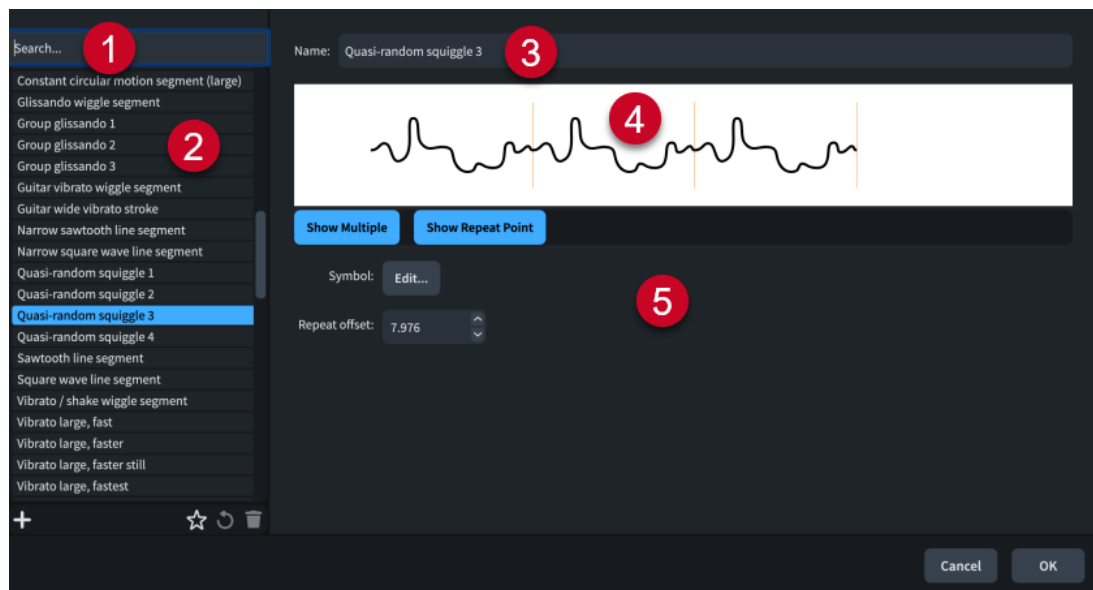 Search...
1
Constant circular motion segment (large)
Glissando wiggle segment
Group glissando 1
Group glissando 2
Group glissando 3
2
Guitar vibrato wiggle segment
Guitar wide vibrato stroke
Narrow sawtooth line segment
Narrow square wave line segment
Quasi-random squiggle 1
Quasi-random squiggle 2
Quasi-random squiggle 3
Quasi-random squiggle 4
Sawtooth line segment
Square wave line segment
Vibrato / shake wiggle segment
Vibrato large, fast
Vibrato large, faster
Vibrato large, faster still
Vibrato large, fastest
Name: Quasi-random squiggle 3
3
4
Show Multiple Show Repeat Point
Symbol: Edit...
5
Repeat offset: 7.976
Cancel OK